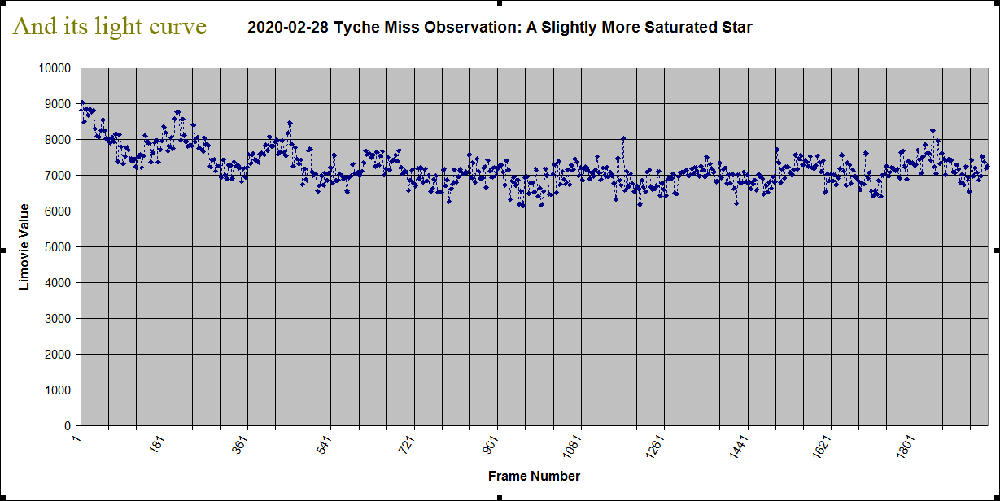 And its light curve
2020-02-28 Tyche Miss Observation: A Slightly More Saturated Star
10000
9000
8000
7000
6000
5000
4000
3000
2000
1000
0
Limovie Value
1 181 361 541 721 901 1081 1261 1441 1621 1801
Frame Number